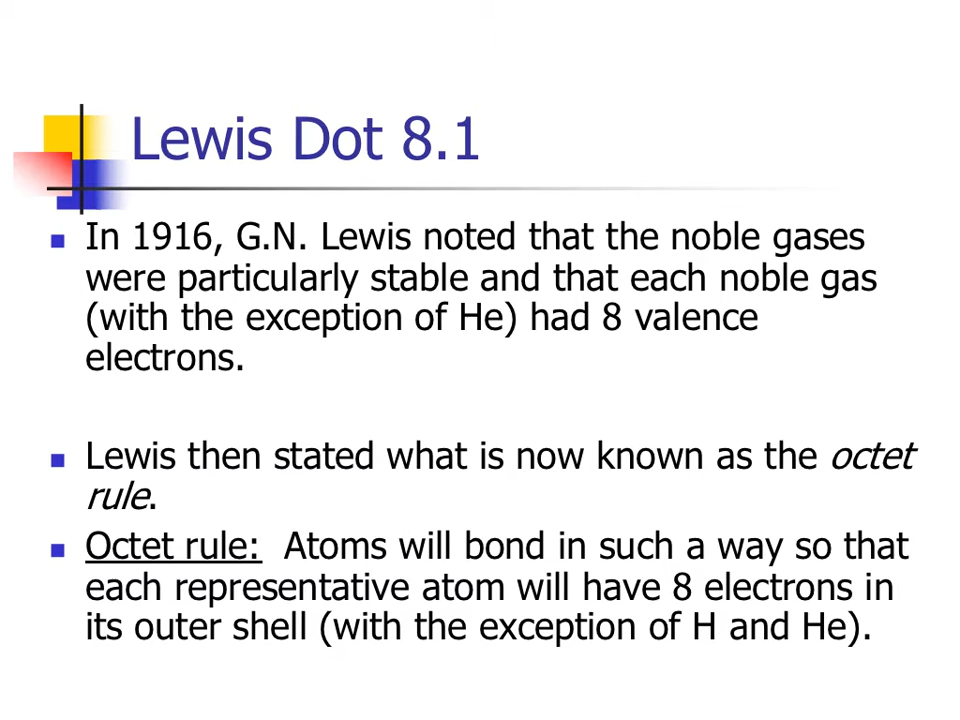 Lewis Dot 8.1
In 1916, G.N. Lewis noted that the noble gases
were particularly stable and that each noble gas
(with the exception of He) had 8 valence
electrons.
Lewis then stated what is now known as the octet
rule.
Octet rule: Atoms will bond in such a way so that
each representative atom will have 8 electrons in
its outer shell (with the exception of H and He).